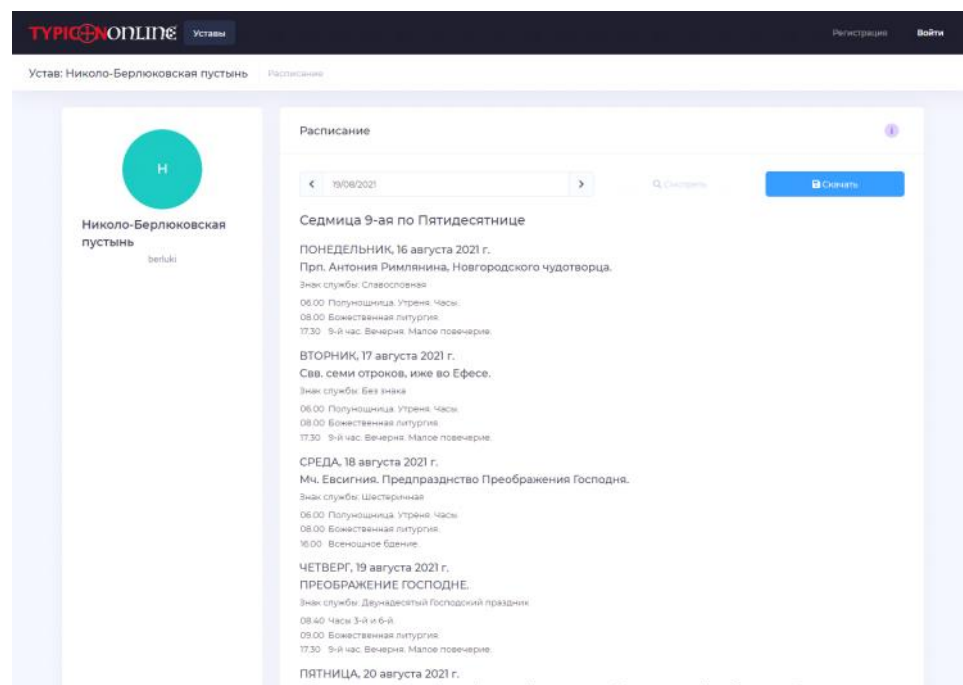 TYPICONONLINE Уставы Регистрация Войти
Устав: Николо-Берлюковская пустынь Расписание
Н
Николо-Берлюковская
пустынь
berluki
Расписание
i
19/08/2021 Смотреть Скачать
Седмица 9-ая по Пятидесятнице
ПОНЕДЕЛЬНИК, 16 августа 2021 г.
Прп. Антония Римлянина, Новгородского чудотворца.
Знак службы: Славословная
06.00 Полунощница. Утреня. Часы.
08.00 Божественная литургия.
17.30 9-й час. Вечерня. Малое повечерие.
ВТОРНИК, 17 августа 2021 г.
Свв. семи отроков, иже во Ефесе.
Знак службы: Без знака
06.00 Полунощница. Утреня. Часы.
08.00 Божественная литургия.
17.30 9-й час. Вечерня. Малое повечерие.
СРЕДА, 18 августа 2021 г.
Мч. Евсигния. Предпразднство Преображения Господня.
Знак службы: Шестеричная
06.00 Полунощница. Утреня. Часы.
08.00 Божественная литургия.
16.00 Всенощное бдение.
ЧЕТВЕРГ, 19 августа 2021 г.
ПРЕОБРАЖЕНИЕ ГОСПОДНЕ.
Знак службы: Двунадесятый Господский праздник
08.40 Часы 3-й и 6-й.
09.00 Божественная литургия.
17.30 9-й час. Вечерня. Малое повечерие.
ПЯТНИЦА, 20 августа 2021 г.